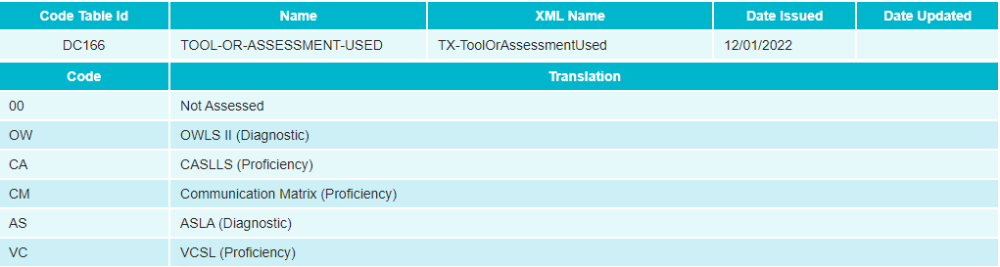 Code Table Id Name XML Name Date Issued Date Updated
DC166 TOOL-OR-ASSESSMENT-USED TX-ToolOrAssessmentUsed 12/01/2022
Code Translation
00 Not Assessed
OW OWLS II (Diagnostic)
CA CASLLS (Proficiency)
CM Communication Matrix (Proficiency)
AS ASLA (Diagnostic)
VC VCSL (Proficiency)